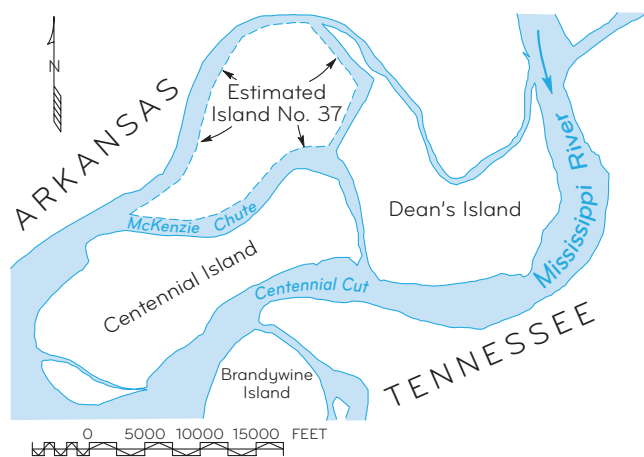 N
ARKANSAS
Estimated
Island No. 37
Mississippi River
McKenzie Chute
Dean's Island
Centennial Island
Centennial Cut
TENNESSEE
Brandywine
Island
0 5000 10000 15000 FEET